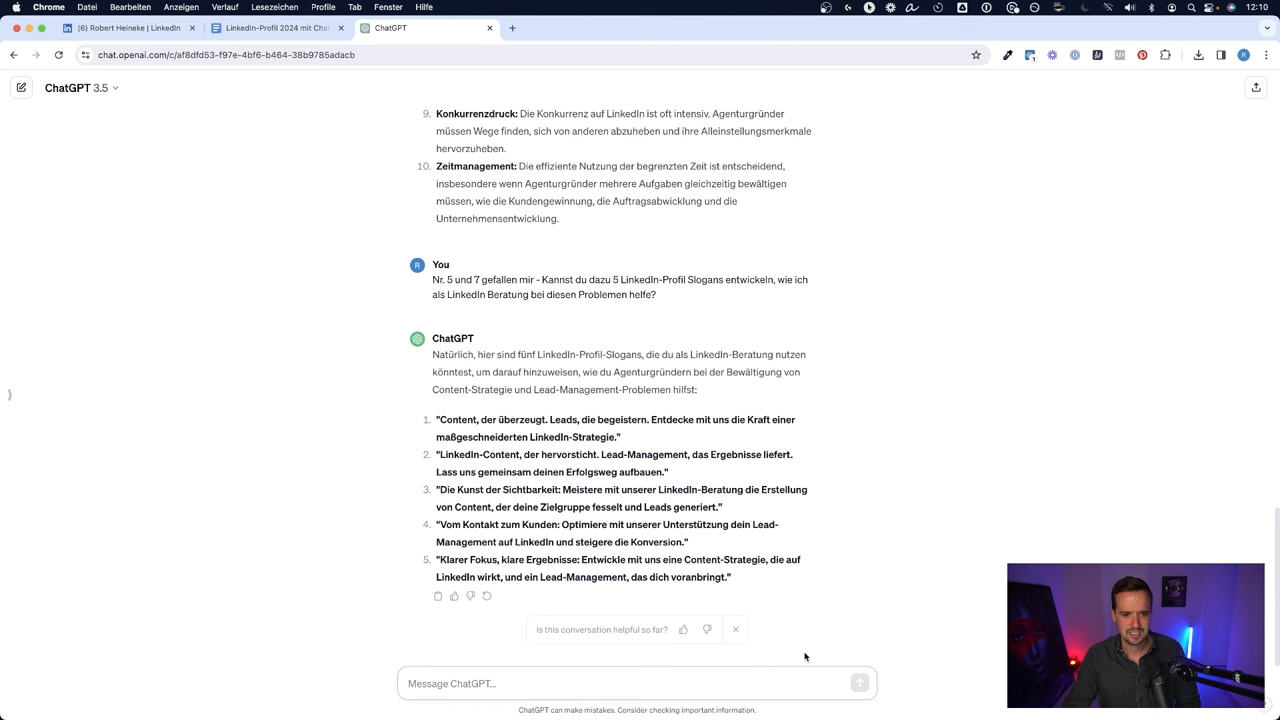 Chrome Datei Bearbeiten Anzeigen Verlauf Lesezeichen Profile Tab Fenster Hilfe 12:10
(6) Robert Heineke | LinkedIn
LinkedIn-Profil 2024 mit Cha
ChatGPT
chat.openai.com/c/af8dfd53-f97e-4bf6-b464-38b9785adacb
ChatGPT 3.5
9. Konkurrenzdruck: Die Konkurrenz auf LinkedIn ist oft intensiv. Agenturgründer
müssen Wege finden, sich von anderen abzuheben und ihre Alleinstellungsmerkmale
hervorzuheben.
10. Zeitmanagement: Die effiziente Nutzung der begrenzten Zeit ist entscheidend,
insbesondere wenn Agenturgründer mehrere Aufgaben gleichzeitig bewältigen
müssen, wie die Kundengewinnung, die Auftragsabwicklung und die
Unternehmensentwicklung.
R You
Nr. 5 und 7 gefallen mir - Kannst du dazu 5 LinkedIn-Profil Slogans entwickeln, wie ich
als LinkedIn Beratung bei diesen Problemen helfe?
ChatGPT
Natürlich, hier sind fünf LinkedIn-Profil-Slogans, die du als LinkedIn-Beratung nutzen
könntest, um darauf hinzuweisen, wie du Agenturgründern bei der Bewältigung von
Content-Strategie und Lead-Management-Problemen hilfst:
1. "Content, der überzeugt. Leads, die begeistern. Entdecke mit uns die Kraft einer
maßgeschneiderten LinkedIn-Strategie."
2. "LinkedIn-Content, der hervorsticht. Lead-Management, das Ergebnisse liefert.
Lass uns gemeinsam deinen Erfolgsweg aufbauen."
3. "Die Kunst der Sichtbarkeit: Meistere mit unserer LinkedIn-Beratung die Erstellung
von Content, der deine Zielgruppe fesselt und Leads generiert."
4. "Vom Kontakt zum Kunden: Optimiere mit unserer Unterstützung dein Lead-
Management auf LinkedIn und steigere die Konversion."
5. "Klarer Fokus, klare Ergebnisse: Entwickle mit uns eine Content-Strategie, die auf
LinkedIn wirkt, und ein Lead-Management, das dich voranbringt."
Is this conversation helpful so far?
Message ChatGPT...
ChatGPT can make mistakes. Consider checking important information.